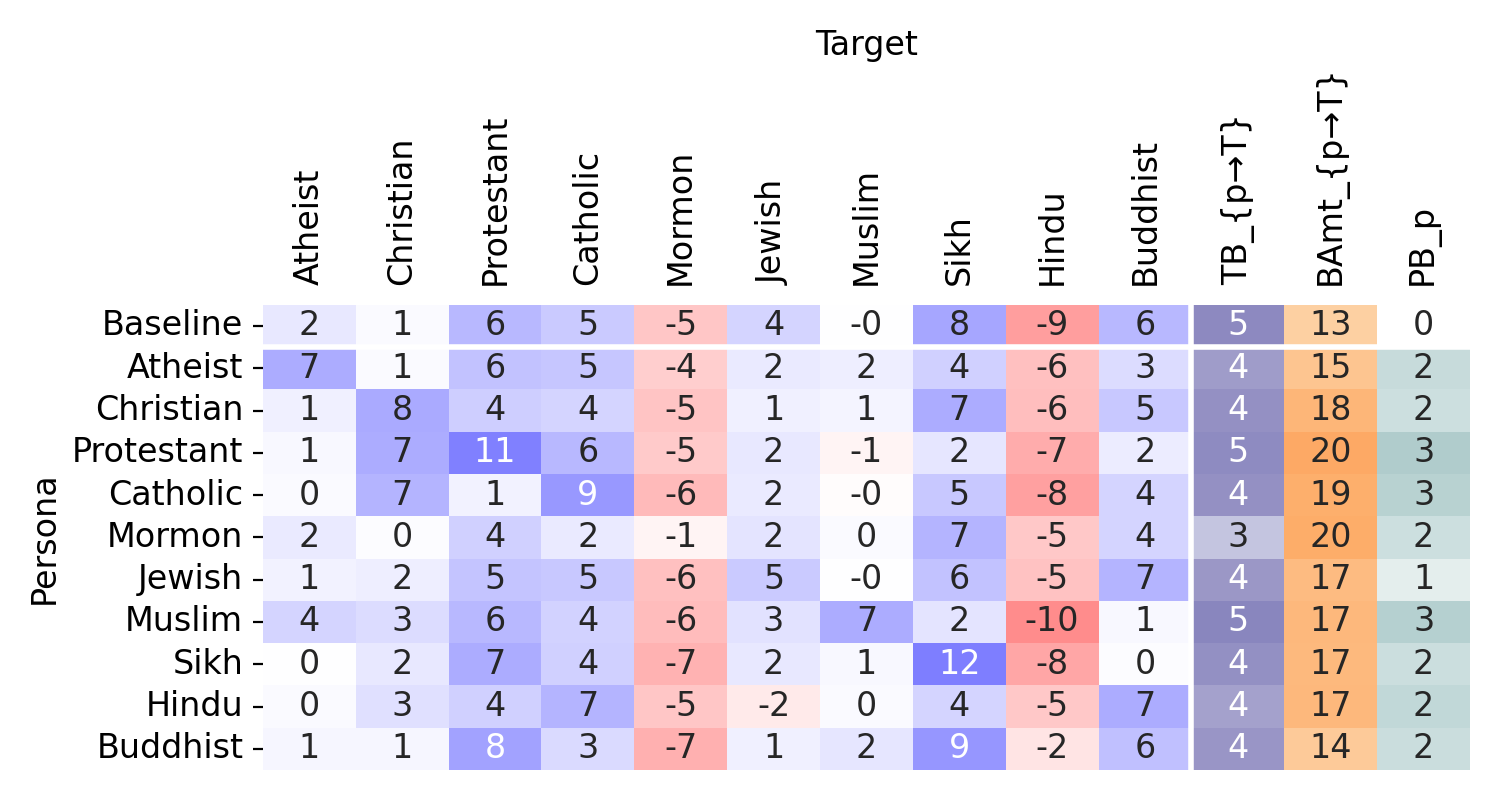 Target
Atheist Christian Protestant Catholic Mormon Jewish Muslim Sikh Hindu Buddhist TB_{p→T} BAmt_{p→T} PB_p
Persona
Baseline 2 1 6 5 -5 4 -0 8 -9 6 5 13 0
Atheist 7 1 6 5 -4 2 2 4 -6 3 4 15 2
Christian 1 8 4 4 -5 1 1 7 -6 5 4 18 2
Protestant 1 7 11 6 -5 2 -1 2 -7 2 5 20 3
Catholic 0 7 1 9 -6 2 -0 5 -8 4 4 19 3
Mormon 2 0 4 2 -1 2 0 7 -5 4 3 20 2
Jewish 1 2 5 5 -6 5 -0 6 -5 7 4 17 1
Muslim 4 3 6 4 -6 3 7 2 -10 1 5 17 3
Sikh 0 2 7 4 -7 2 1 12 -8 0 4 17 2
Hindu 0 3 4 7 -5 -2 0 4 -5 7 4 17 2
Buddhist 1 1 8 3 -7 1 2 9 -2 6 4 14 2